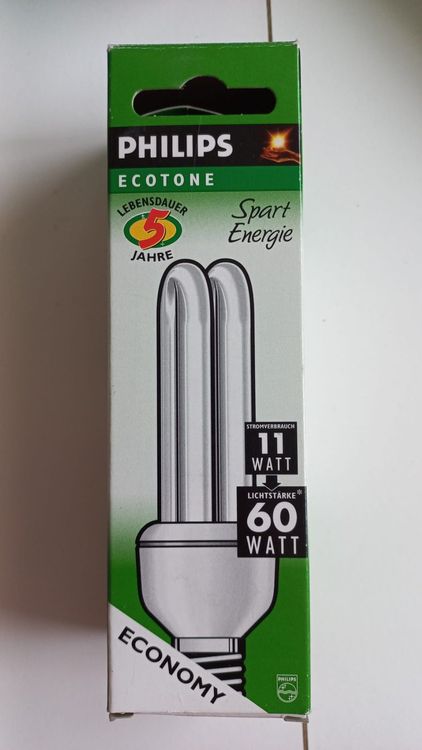 PHILIPS
ECOTONE
LEBENSDAUER
5
JAHRE
Spart
Energie
STROMVERBRAUCH
11
WATT
LICHTSTÄRKE*
60
WATT
ECONOMY
PHILIPS